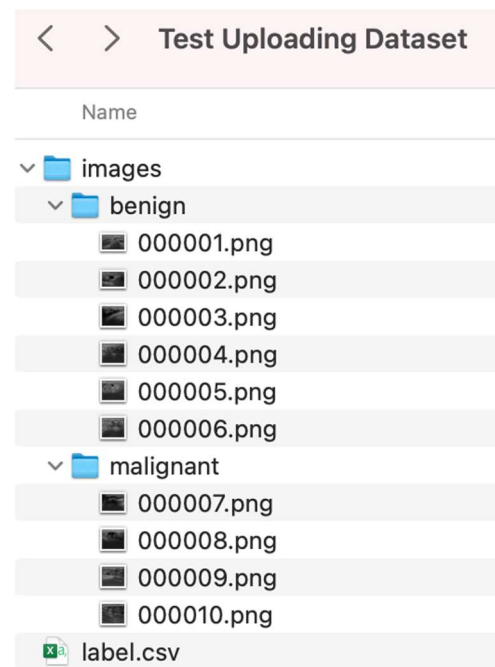 Test Uploading Dataset
Name
images
benign
000001.png
000002.png
000003.png
000004.png
000005.png
000006.png
malignant
000007.png
000008.png
000009.png
000010.png
label.csv